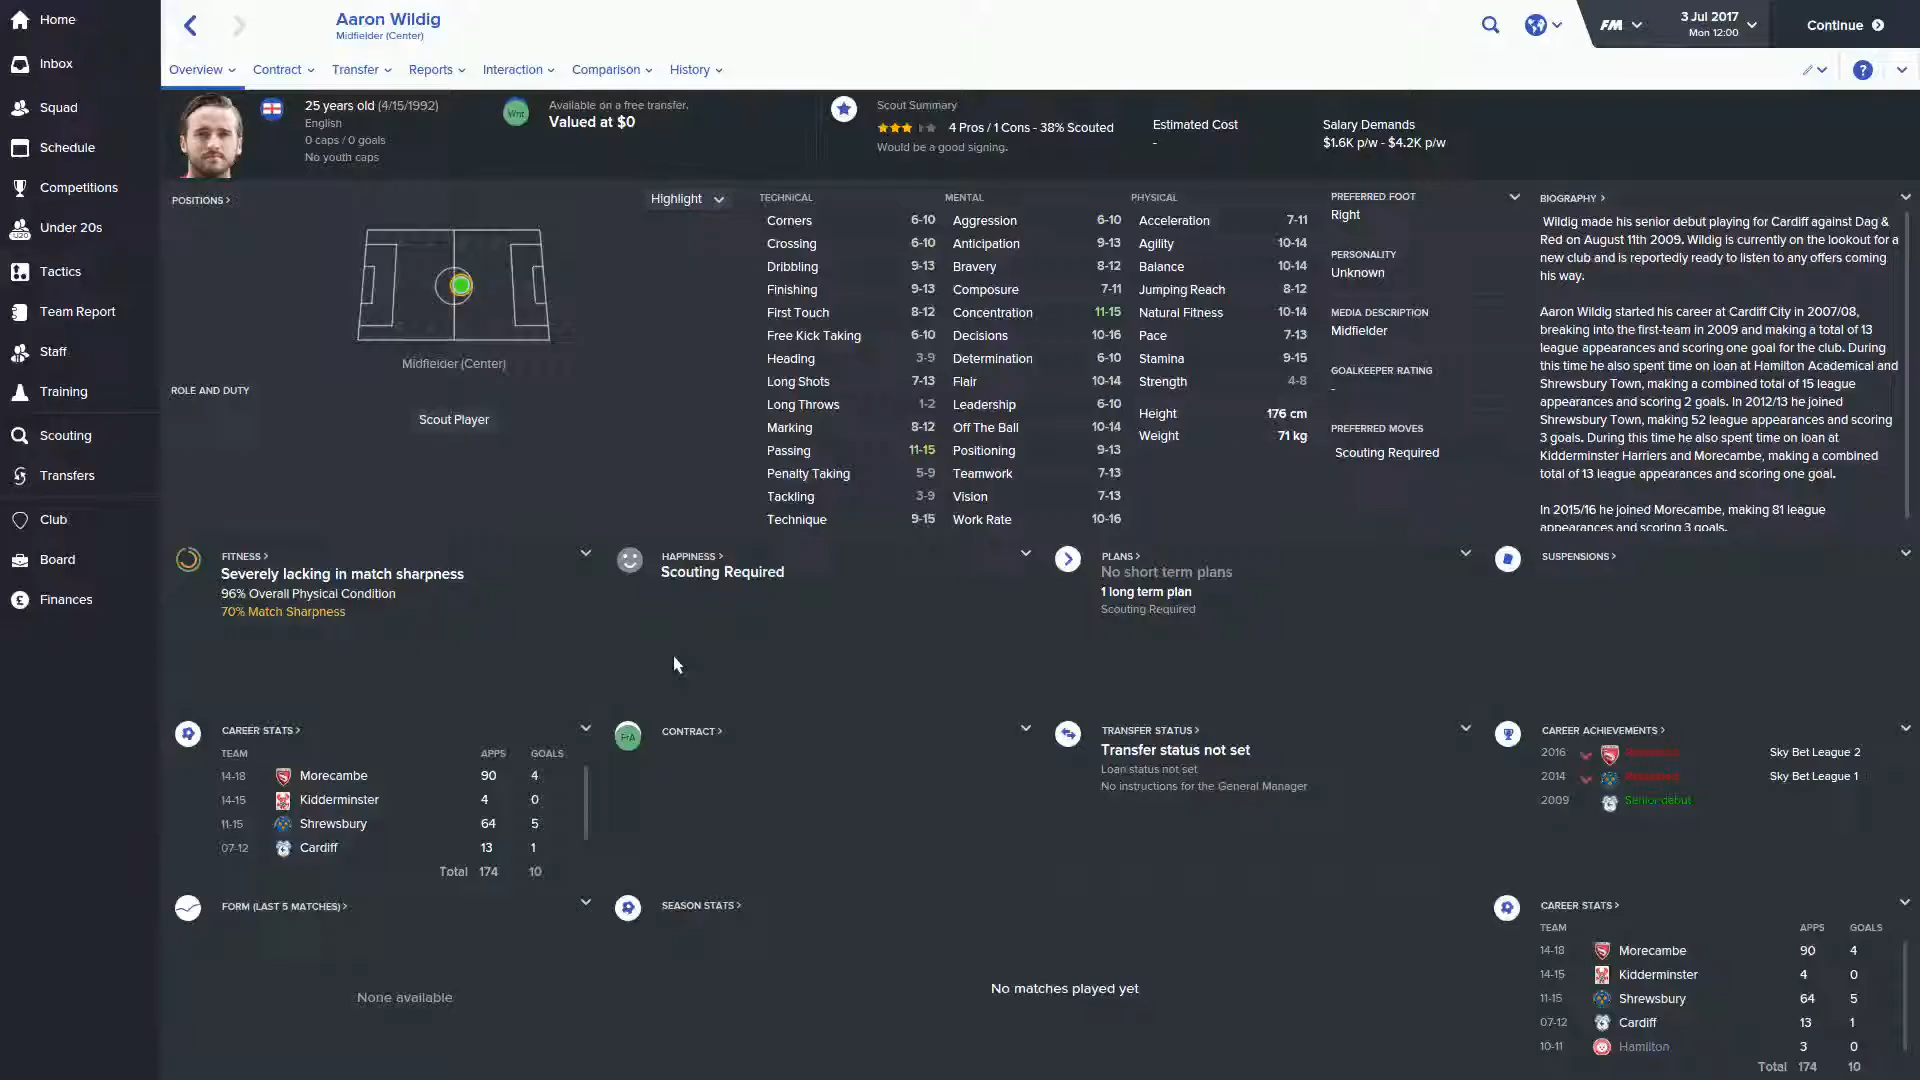 Home
Inbox
Squad
Schedule
Competitions
Under 20s
Tactics
Team Report
Staff
Training
Scouting
Transfers
Club
Board
Finances
Aaron Wildig
Midfielder (Center)
FM
3 Jul 2017
Mon 12:00
Continue
Overview
Contract
Transfer
Reports
Interaction
Comparison
History
?
25 years old (4/15/1992)
English
0 caps / 0 goals
No youth caps
Wnt
Available on a free transfer.
Valued at $0
Scout Summary
4 Pros / 1 Cons - 38% Scouted
Would be a good signing.
Estimated Cost
-
Salary Demands
$1.6K p/w - $4.2K p/w
POSITIONS >
Highlight
Midfielder (Center)
ROLE AND DUTY
Scout Player
TECHNICAL
Corners 6-10
Crossing 6-10
Dribbling 9-13
Finishing 9-13
First Touch 8-12
Free Kick Taking 6-10
Heading 3-9
Long Shots 7-13
Long Throws 1-2
Marking 8-12
Passing 11-15
Penalty Taking 5-9
Tackling 3-9
Technique 9-15
MENTAL
Aggression 6-10
Anticipation 9-13
Bravery 8-12
Composure 7-11
Concentration 11-15
Decisions 10-16
Determination 6-10
Flair 10-14
Leadership 6-10
Off The Ball 10-14
Positioning 9-13
Teamwork 7-13
Vision 7-13
Work Rate 10-16
PHYSICAL
Acceleration 7-11
Agility 10-14
Balance 10-14
Jumping Reach 8-12
Natural Fitness 10-14
Pace 7-13
Stamina 9-15
Strength 4-8
Height 176 cm
Weight 71 kg
PREFERRED FOOT
Right
PERSONALITY
Unknown
MEDIA DESCRIPTION
Midfielder
GOALKEEPER RATING
-
PREFERRED MOVES
Scouting Required
BIOGRAPHY >
Wildig made his senior debut playing for Cardiff against Dag &
Red on August 11th 2009. Wildig is currently on the lookout for a
new club and is reportedly ready to listen to any offers coming
his way.
Aaron Wildig started his career at Cardiff City in 2007/08,
breaking into the first-team in 2009 and making a total of 13
league appearances and scoring one goal for the club. During
this time he also spent time on loan at Hamilton Academical and
Shrewsbury Town, making a combined total of 15 league
appearances and scoring 2 goals. In 2012/13 he joined
Shrewsbury Town, making 52 league appearances and scoring
3 goals. During this time he also spent time on loan at
Kidderminster Harriers and Morecambe, making a combined
total of 13 league appearances and scoring one goal.
In 2015/16 he joined Morecambe, making 81 league
appearances and scoring 3 goals.
FITNESS >
Severely lacking in match sharpness
96% Overall Physical Condition
70% Match Sharpness
HAPPINESS >
Scouting Required
PLANS >
No short term plans
1 long term plan
Scouting Required
SUSPENSIONS >
CAREER STATS >
TEAM APPS GOALS
14-18 Morecambe 90 4
14-15 Kidderminster 4 0
11-15 Shrewsbury 64 5
07-12 Cardiff 13 1
Total 174 10
FrA
CONTRACT >
TRANSFER STATUS >
Transfer status not set
Loan status not set
No instructions for the General Manager
CAREER ACHIEVEMENTS >
2016 Sky Bet League 2
2014 Sky Bet League 1
2009 Senior debut
FORM (LAST 5 MATCHES) >
None available
SEASON STATS >
No matches played yet
CAREER STATS >
TEAM APPS GOALS
14-18 Morecambe 90 4
14-15 Kidderminster 4 0
11-15 Shrewsbury 64 5
07-12 Cardiff 13 1
10-11 Hamilton 3 0
Total 174 10